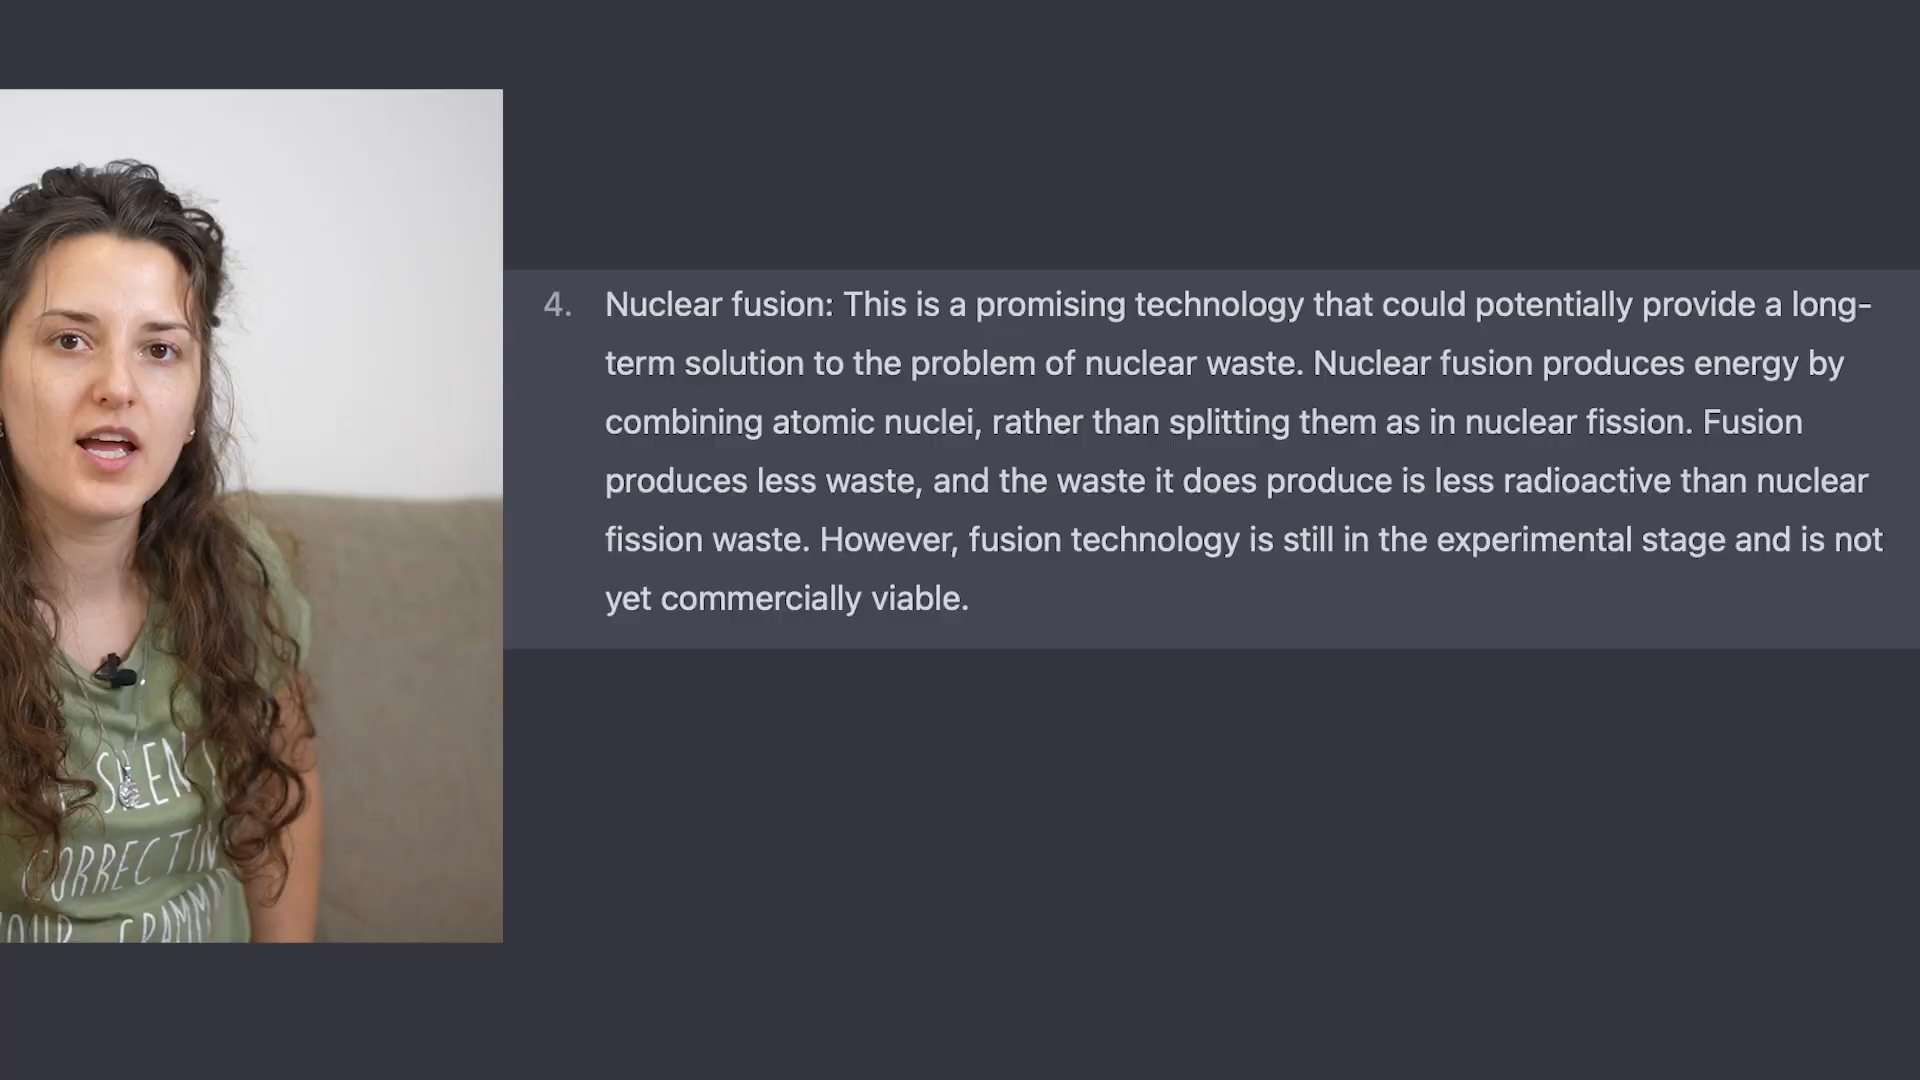 4. Nuclear fusion: This is a promising technology that could potentially provide a long-
term solution to the problem of nuclear waste. Nuclear fusion produces energy by
combining atomic nuclei, rather than splitting them as in nuclear fission. Fusion
produces less waste, and the waste it does produce is less radioactive than nuclear
fission waste. However, fusion technology is still in the experimental stage and is not
yet commercially viable.
CORRECTIN